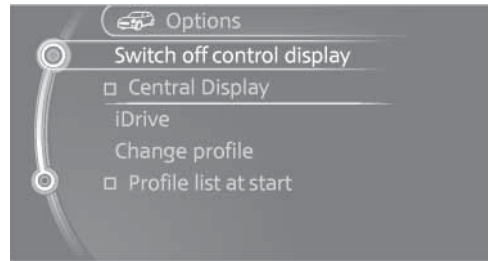 Options
Switch off control display
Central Display
iDrive
Change profile
Profile list at start